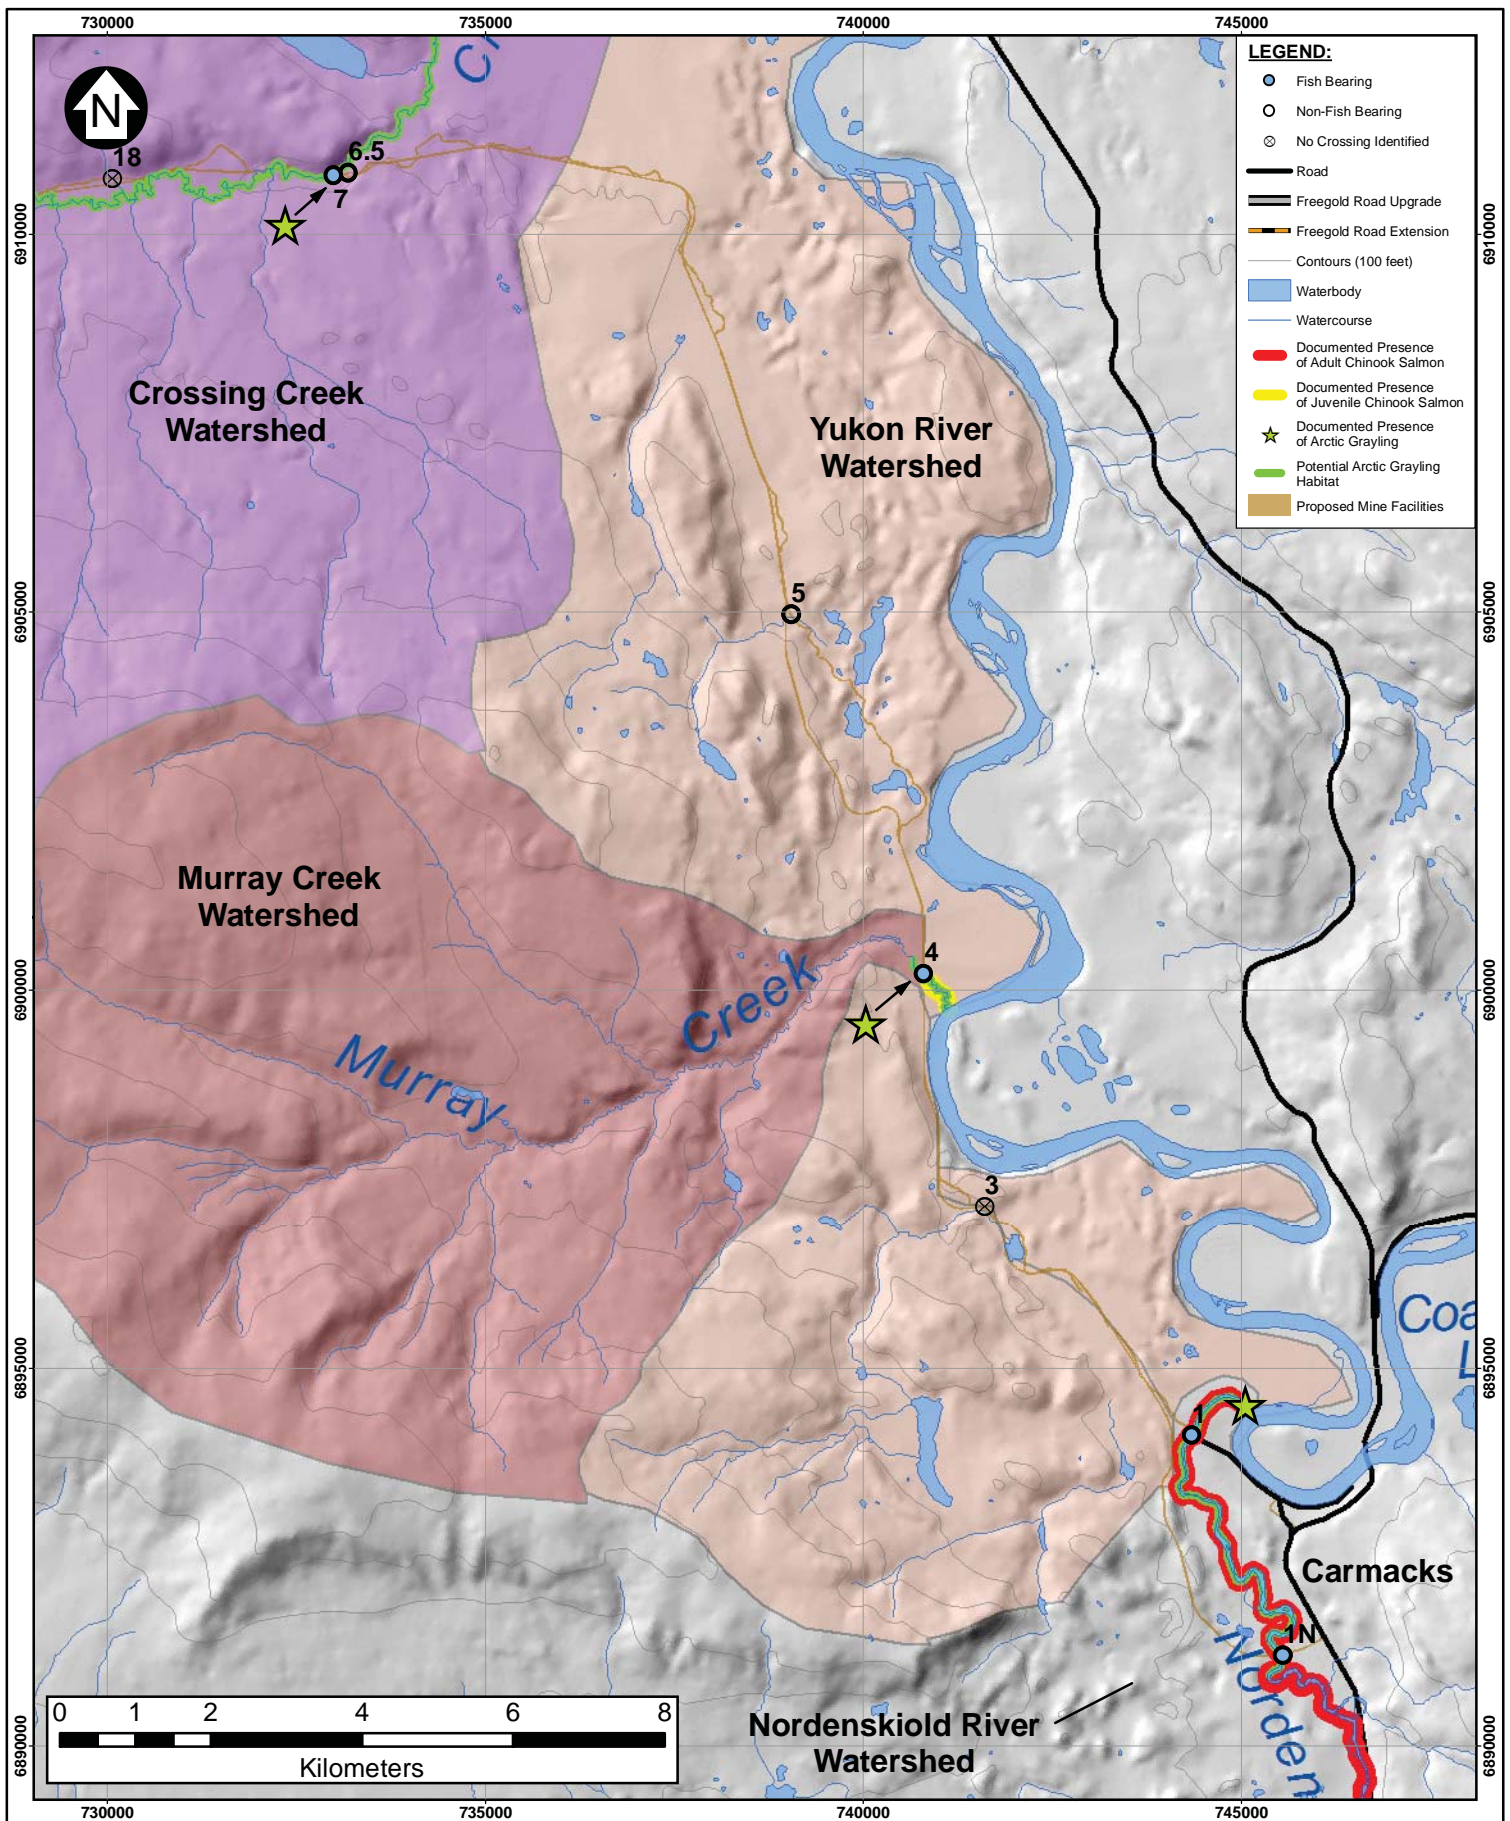 730000
735000
740000
745000
LEGEND:
Fish Bearing
Non-Fish Bearing
No Crossing Identified
Road
Freegold Road Upgrade
Freegold Road Extension
Contours (100 feet)
Waterbody
Watercourse
Documented Presence
of Adult Chinook Salmon
Documented Presence
of Juvenile Chinook Salmon
Documented Presence
of Arctic Grayling
Potential Arctic Grayling
Habitat
Proposed Mine Facilities
N
Cr
18
6.5
7
6910000
6910000
Crossing Creek
Watershed
Yukon River
Watershed
5
6905000
6905000
Murray Creek
Watershed
4
Creek
6900000
6900000
Murray
3
Coa
L
6895000
6895000
1
Carmacks
1N
Norden
Nordenskiold River
Watershed
0 1 2 4 6 8
Kilometers
6890000
6890000
730000
735000
740000
745000